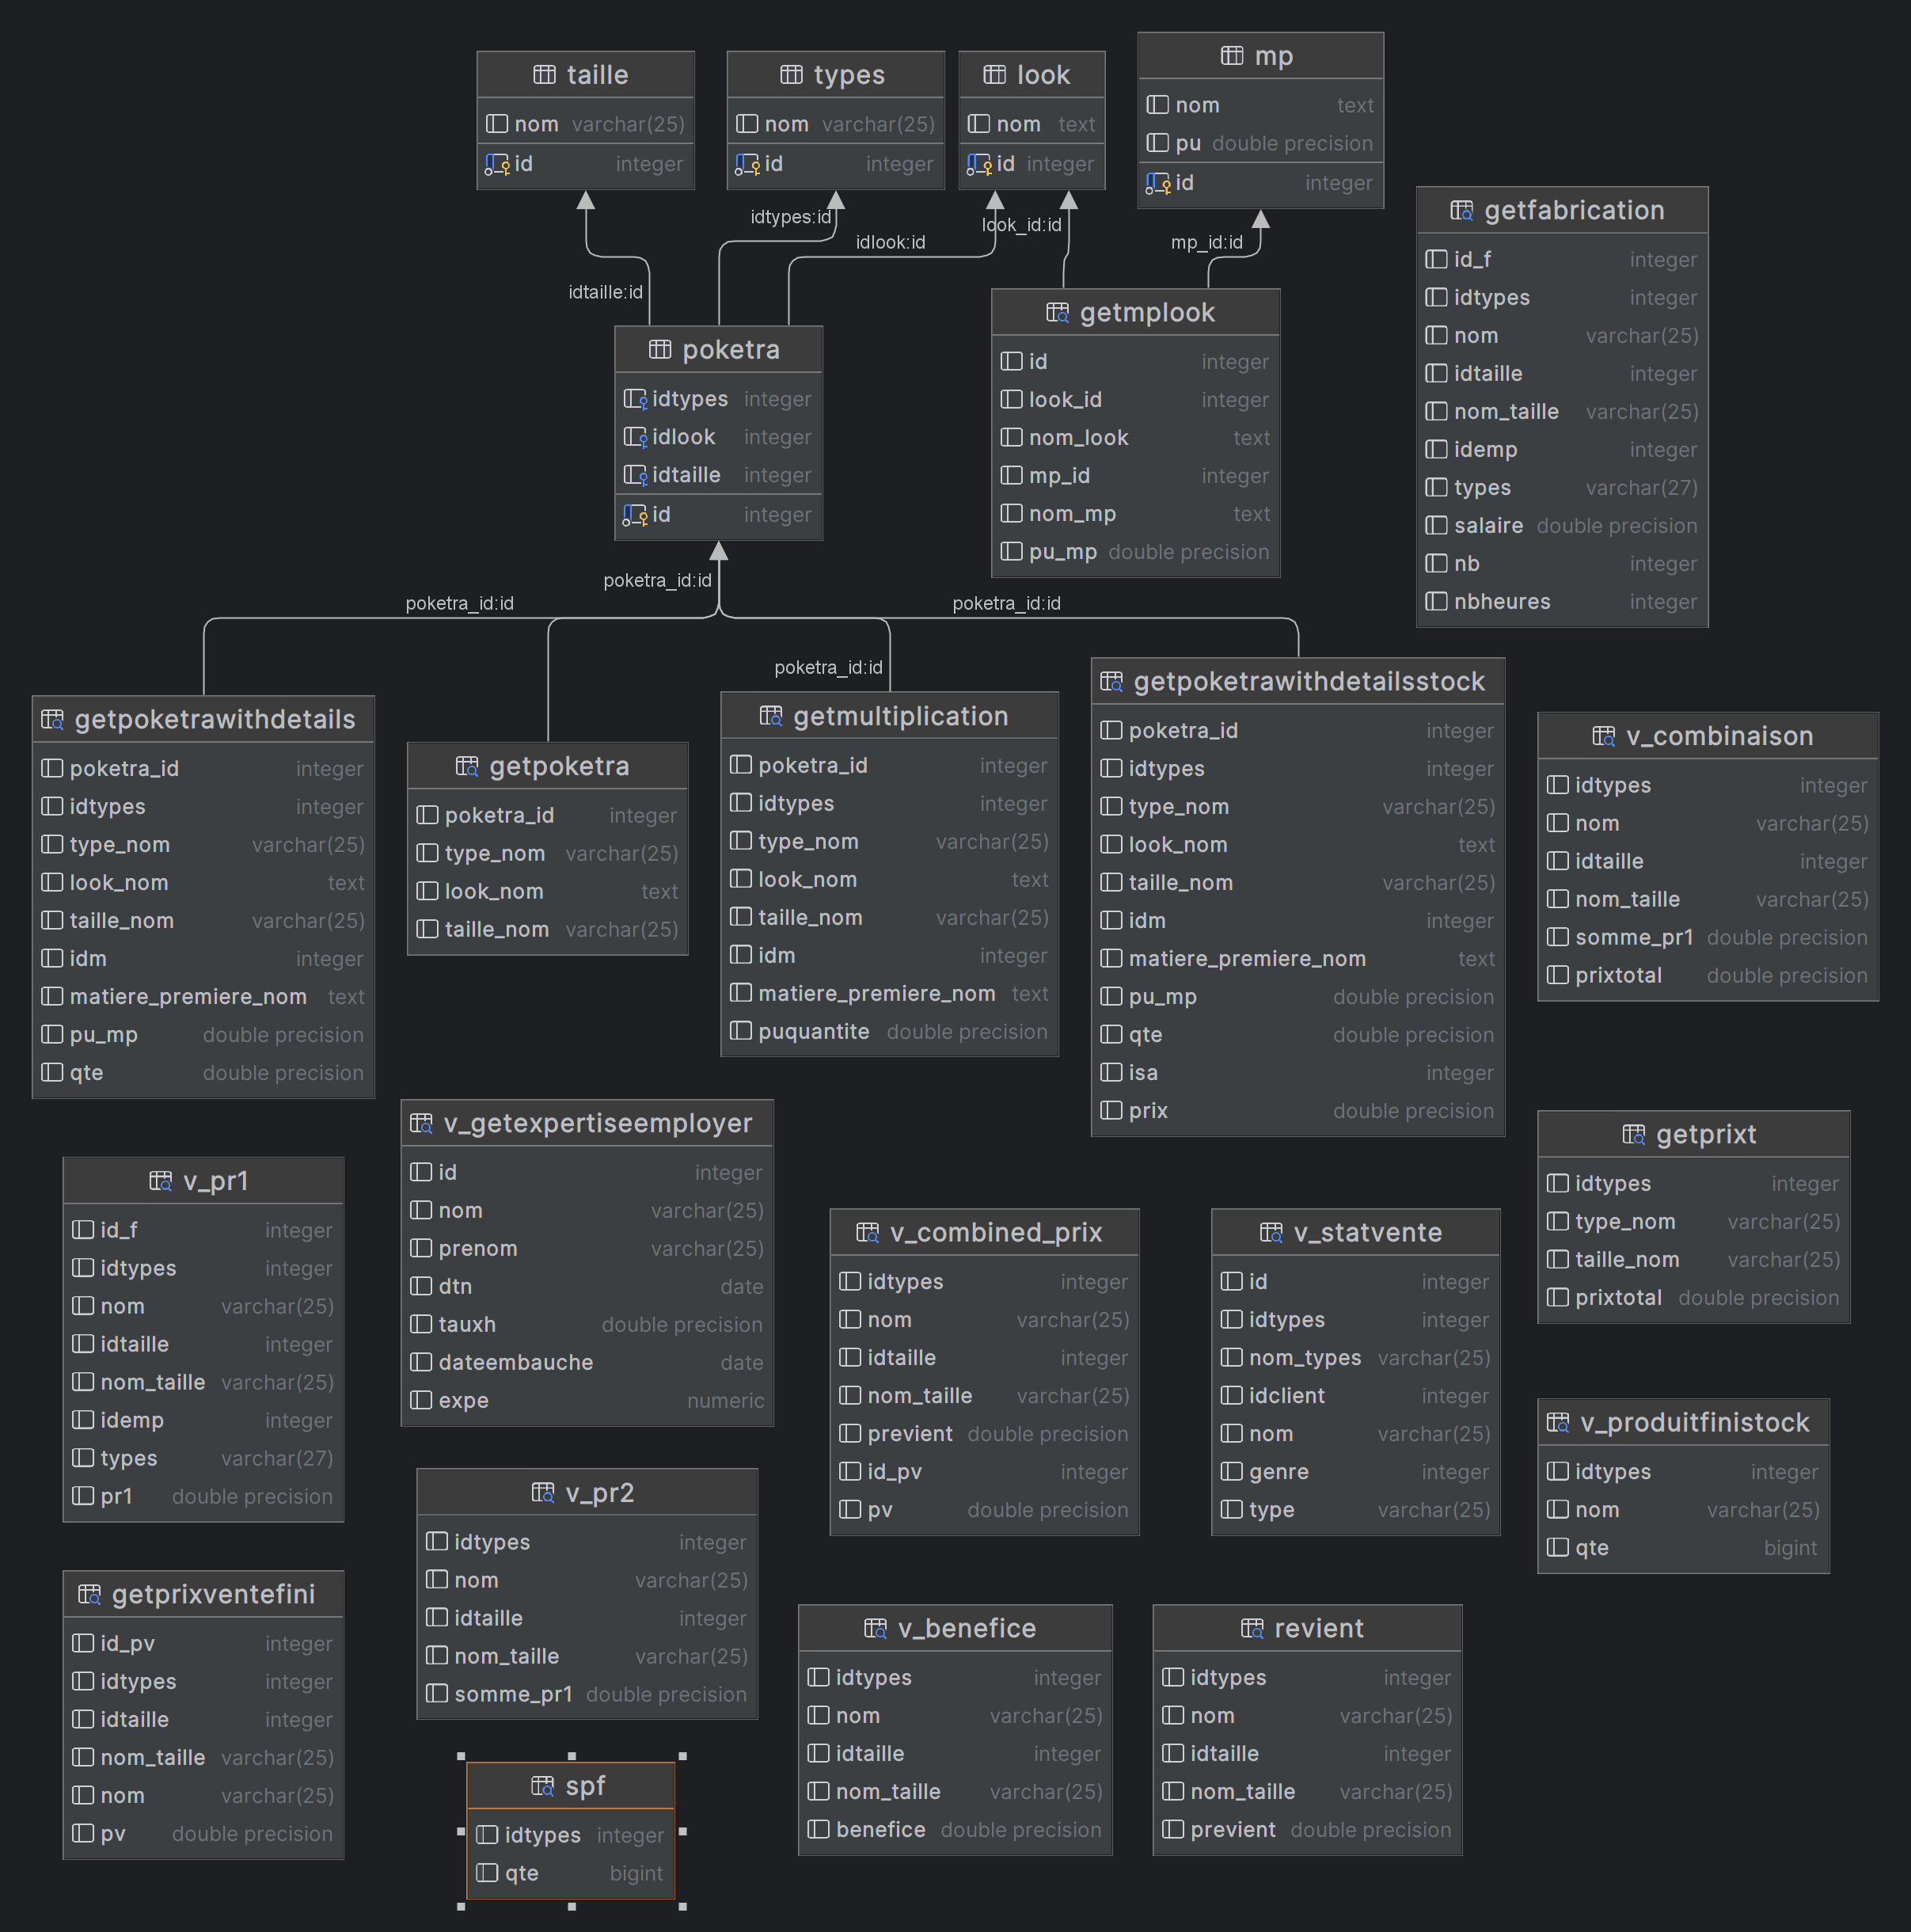 taille
nom varchar(25)
id integer
types
nom varchar(25)
id integer
look
nom text
id integer
mp
nom text
pu double precision
id integer
idtaille:id
idtypes:id
idlook:id
look_id:id
mp_id:id
getfabrication
id_f integer
idtypes integer
nom varchar(25)
idtaille integer
nom_taille varchar(25)
idemp integer
types varchar(27)
salaire double precision
nb integer
nbheures integer
poketra
idtypes integer
idlook integer
idtaille integer
id integer
getmplook
id integer
look_id integer
nom_look text
mp_id integer
nom_mp text
pu_mp double precision
poketra_id:id
poketra_id:id
poketra_id:id
poketra_id:id
getpoketrawithdetails
poketra_id integer
idtypes integer
type_nom varchar(25)
look_nom text
taille_nom varchar(25)
idm integer
matiere_premiere_nom text
pu_mp double precision
qte double precision
getpoketra
poketra_id integer
type_nom varchar(25)
look_nom text
taille_nom varchar(25)
getmultiplication
poketra_id integer
idtypes integer
type_nom varchar(25)
look_nom text
taille_nom varchar(25)
idm integer
matiere_premiere_nom text
puquantite double precision
getpoketrawithdetailsstock
poketra_id integer
idtypes integer
type_nom varchar(25)
look_nom text
taille_nom varchar(25)
idm integer
matiere_premiere_nom text
pu_mp double precision
qte double precision
isa integer
prix double precision
v_combinaison
idtypes integer
nom varchar(25)
idtaille integer
nom_taille varchar(25)
somme_pr1 double precision
prixtotal double precision
v_pr1
id_f integer
idtypes integer
nom varchar(25)
idtaille integer
nom_taille varchar(25)
idemp integer
types varchar(27)
pr1 double precision
v_getexpertiseemployer
id integer
nom varchar(25)
prenom varchar(25)
dtn date
tauxh double precision
dateembauche date
expe numeric
v_combined_prix
idtypes integer
nom varchar(25)
idtaille integer
nom_taille varchar(25)
previent double precision
id_pv integer
pv double precision
v_statvente
id integer
idtypes integer
nom_types varchar(25)
idclient integer
nom varchar(25)
genre integer
type varchar(25)
getprixt
idtypes integer
type_nom varchar(25)
taille_nom varchar(25)
prixtotal double precision
v_produitfinistock
idtypes integer
nom varchar(25)
qte bigint
getprixventefini
id_pv integer
idtypes integer
idtaille integer
nom_taille varchar(25)
nom varchar(25)
pv double precision
v_pr2
idtypes integer
nom varchar(25)
idtaille integer
nom_taille varchar(25)
somme_pr1 double precision
v_benefice
idtypes integer
nom varchar(25)
idtaille integer
nom_taille varchar(25)
benefice double precision
revient
idtypes integer
nom varchar(25)
idtaille integer
nom_taille varchar(25)
previent double precision
spf
idtypes integer
qte bigint